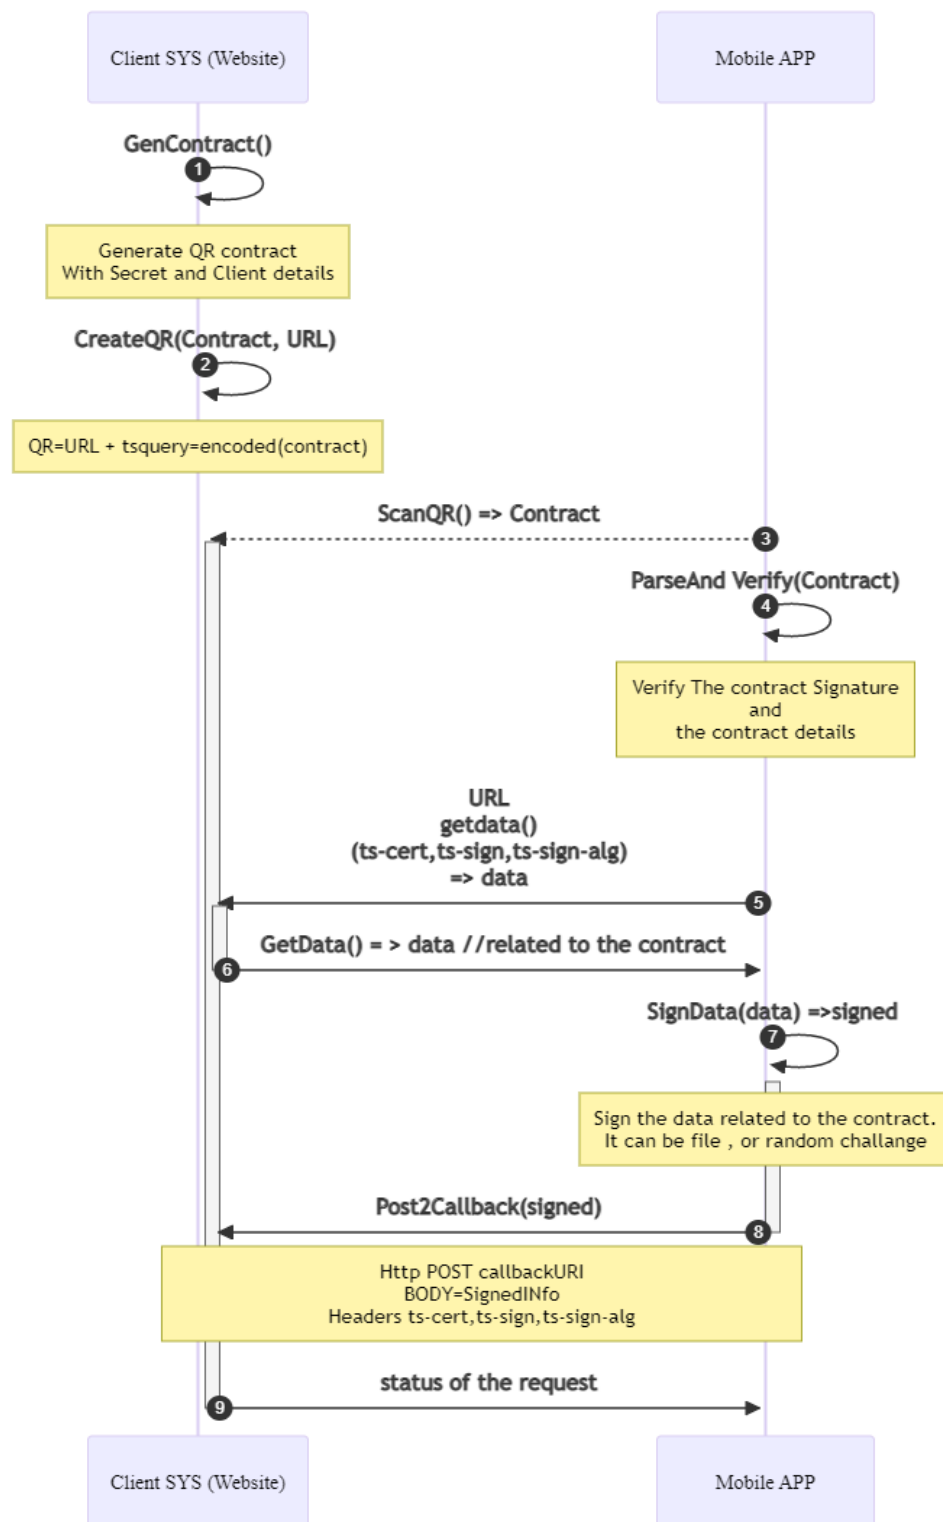 Client SYS (Website)
Mobile APP
GenContract()
1
Generate QR contract
With Secret and Client details
CreateQR(Contract, URL)
2
QR=URL + tsquery=encoded(contract)
ScanQR() => Contract
3
ParseAnd Verify(Contract)
4
Verify The contract Signature
and
the contract details
URL
getdata()
(ts-cert,ts-sign,ts-sign-alg)
=> data
5
GetData() = > data //related to the contract
6
SignData(data) =>signed
7
Sign the data related to the contract.
It can be file , or random challange
Post2Callback(signed)
8
Http POST callbackURI
BODY=SignedINfo
Headers ts-cert,ts-sign,ts-sign-alg
status of the request
9
Client SYS (Website)
Mobile APP